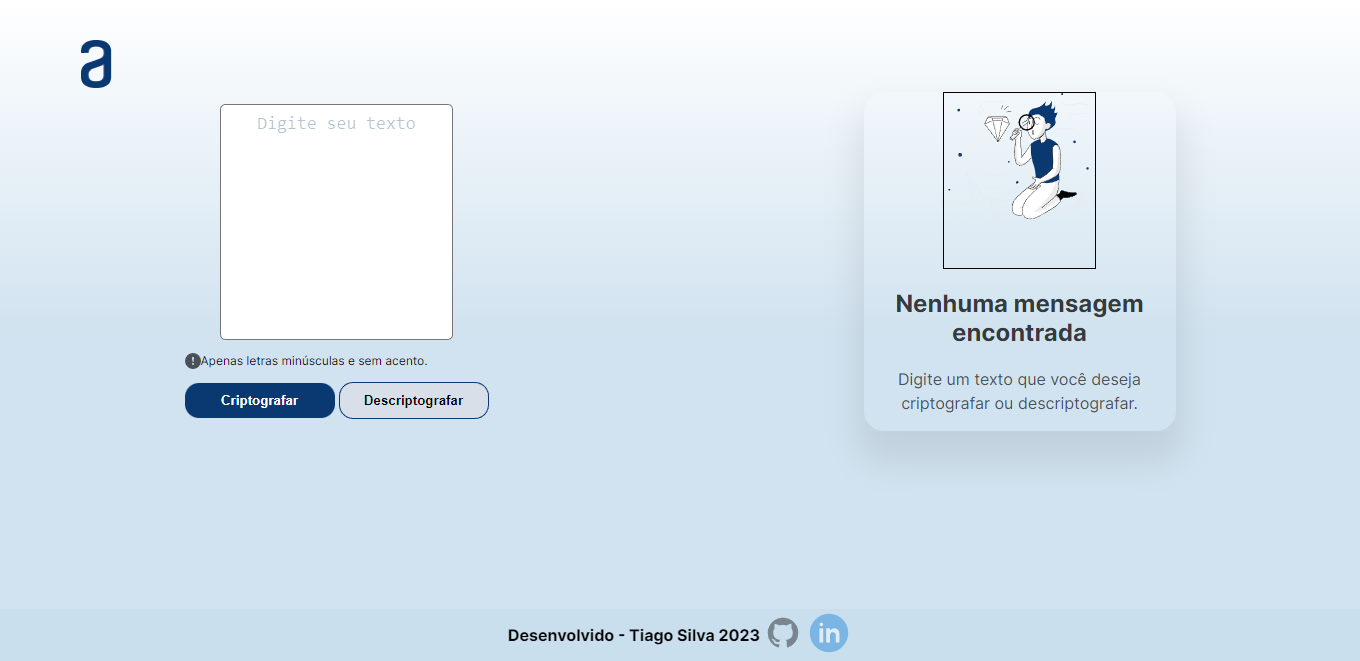 a
Digite seu texto
Apenas letras minúsculas e sem acento.
Criptografar
Descriptografar
Nenhuma mensagem
encontrada
Digite um texto que você deseja
criptografar ou descriptografar.
Desenvolvido - Tiago Silva 2023
in